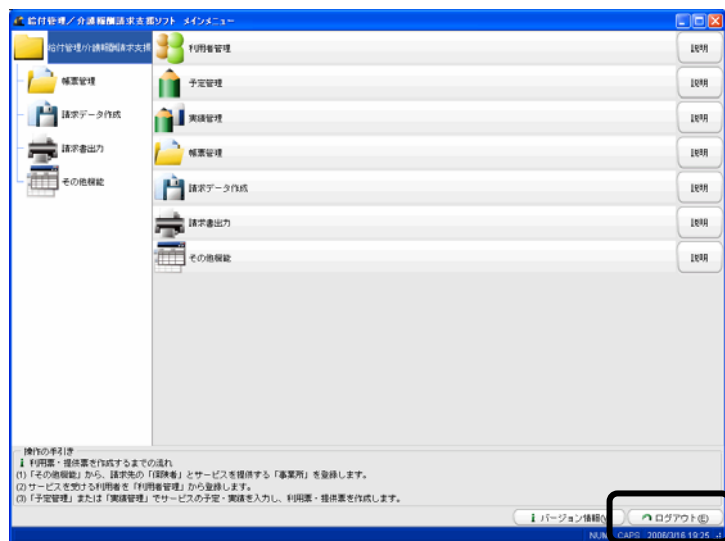 給付管理/介護報酬請求支援ソフト メインメニュー
給付管理/介護報酬請求支援
帳票管理
請求データ作成
請求書出力
その他機能
利用者管理 説明
予定管理 説明
実績管理 説明
帳票管理 説明
請求データ作成 説明
請求書出力 説明
その他機能 説明
操作の手引き
利用票・提供票を作成するまでの流れ
(1)「その他機能」から、請求先の「保険者」とサービスを提供する「事業所」を登録します。
(2)サービスを受ける利用者を「利用者管理」から登録します。
(3)「予定管理」または「実績管理」でサービスの予定・実績を入力し、利用票・提供票を作成します。
バージョン情報(V) ログアウト(E)
NUM CAPS 2006/3/16 19:25